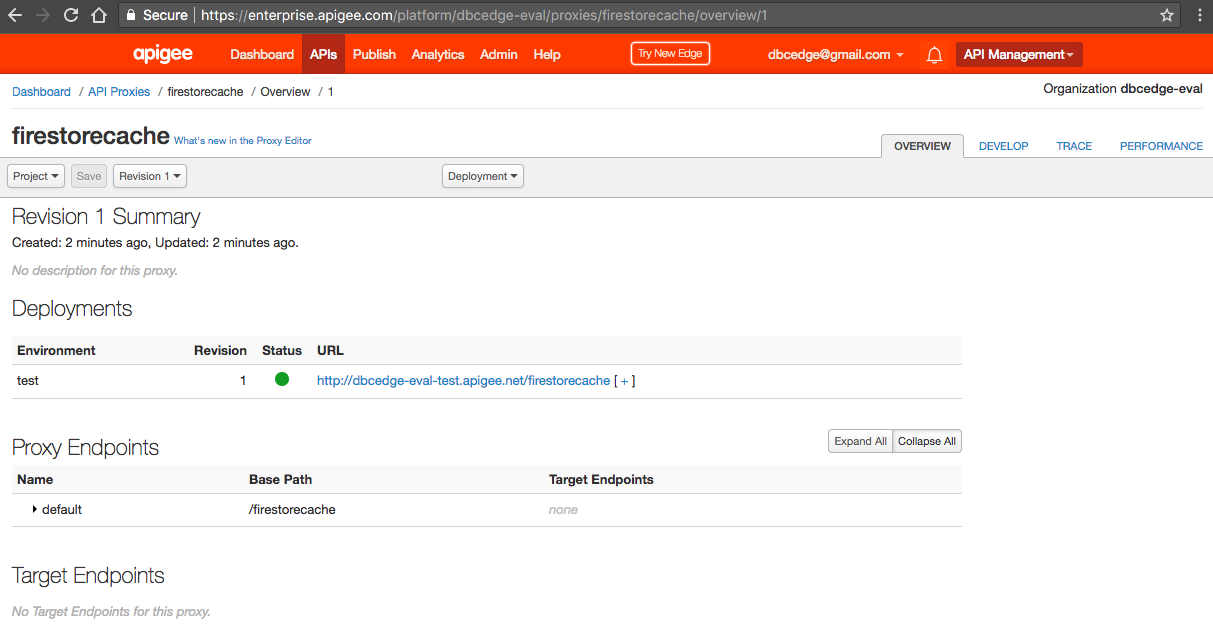 Secure https://enterprise.apigee.com/platform/dbcedge-eval/proxies/firestorecache/overview/1
apigee Dashboard APIs Publish Analytics Admin Help Try New Edge dbcedge@gmail.com API Management
Dashboard / API Proxies / firestorecache / Overview / 1 Organization dbcedge-eval
firestorecache What's new in the Proxy Editor OVERVIEW DEVELOP TRACE PERFORMANCE
Project Save Revision 1 Deployment
Revision 1 Summary
Created: 2 minutes ago, Updated: 2 minutes ago.
No description for this proxy.
Deployments
Environment Revision Status URL
test 1 http://dbcedge-eval-test.apigee.net/firestorecache [ + ]
Proxy Endpoints Expand All Collapse All
Name Base Path Target Endpoints
default /firestorecache none
Target Endpoints
No Target Endpoints for this proxy.